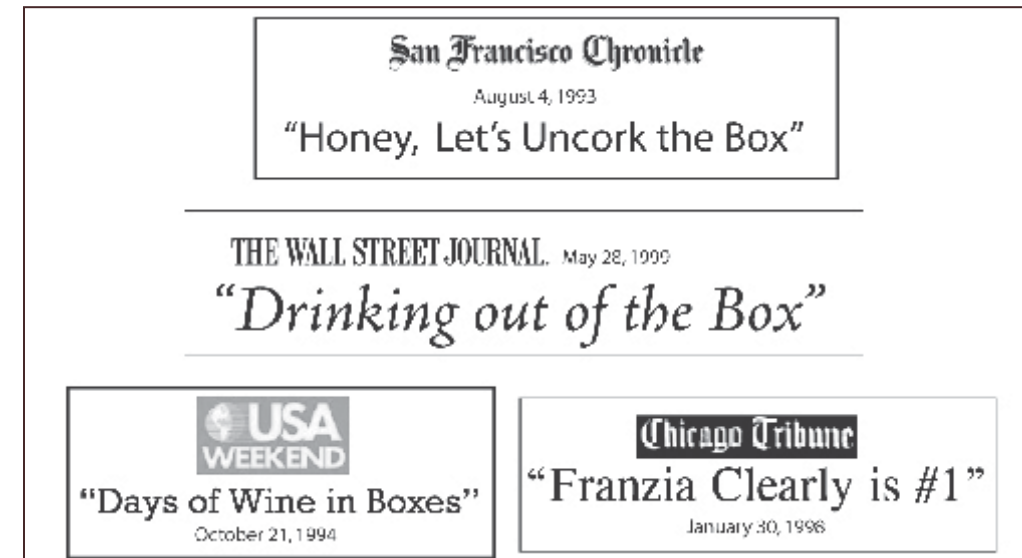 San Francisco Chronicle
August 4, 1993
“Honey, Let’s Uncork the Box”
THE WALL STREET JOURNAL. May 28, 1999
“Drinking out of the Box”
USA
WEEKEND
“Days of Wine in Boxes”
October 21, 1994
Chicago Tribune
“Franzia Clearly is #1”
January 30,